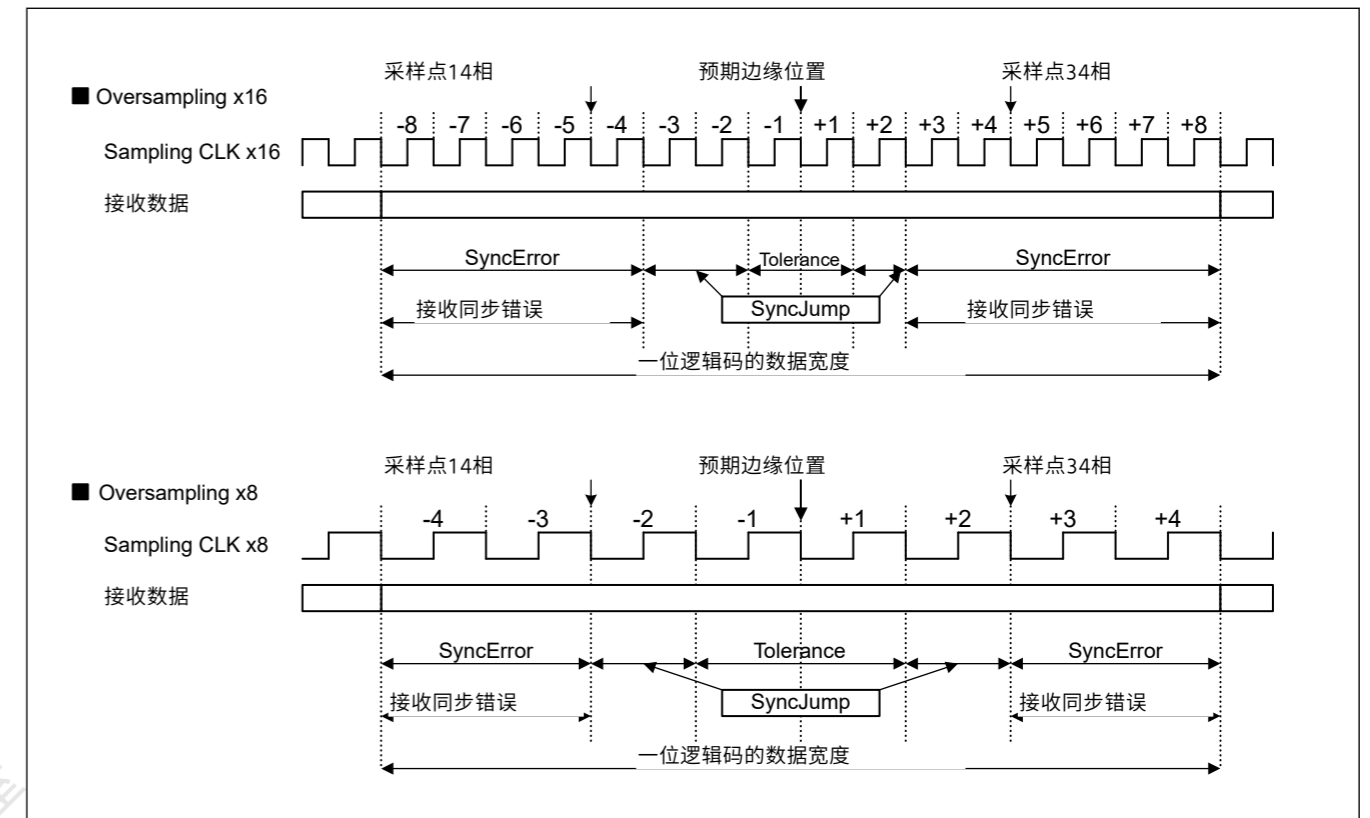 采样点14相 预期边缘位置 采样点34相
■ Oversampling x16
-8 -7 -6 -5 -4 -3 -2 -1 +1 +2 +3 +4 +5 +6 +7 +8
Sampling CLK x16
接收数据
SyncError Tolerance SyncError
接收同步错误 SyncJump 接收同步错误
一位逻辑码的数据宽度
采样点14相 预期边缘位置 采样点34相
■ Oversampling x8
-4 -3 -2 -1 +1 +2 +3 +4
Sampling CLK x8
接收数据
SyncError Tolerance SyncError
接收同步错误 SyncJump 接收同步错误
一位逻辑码的数据宽度